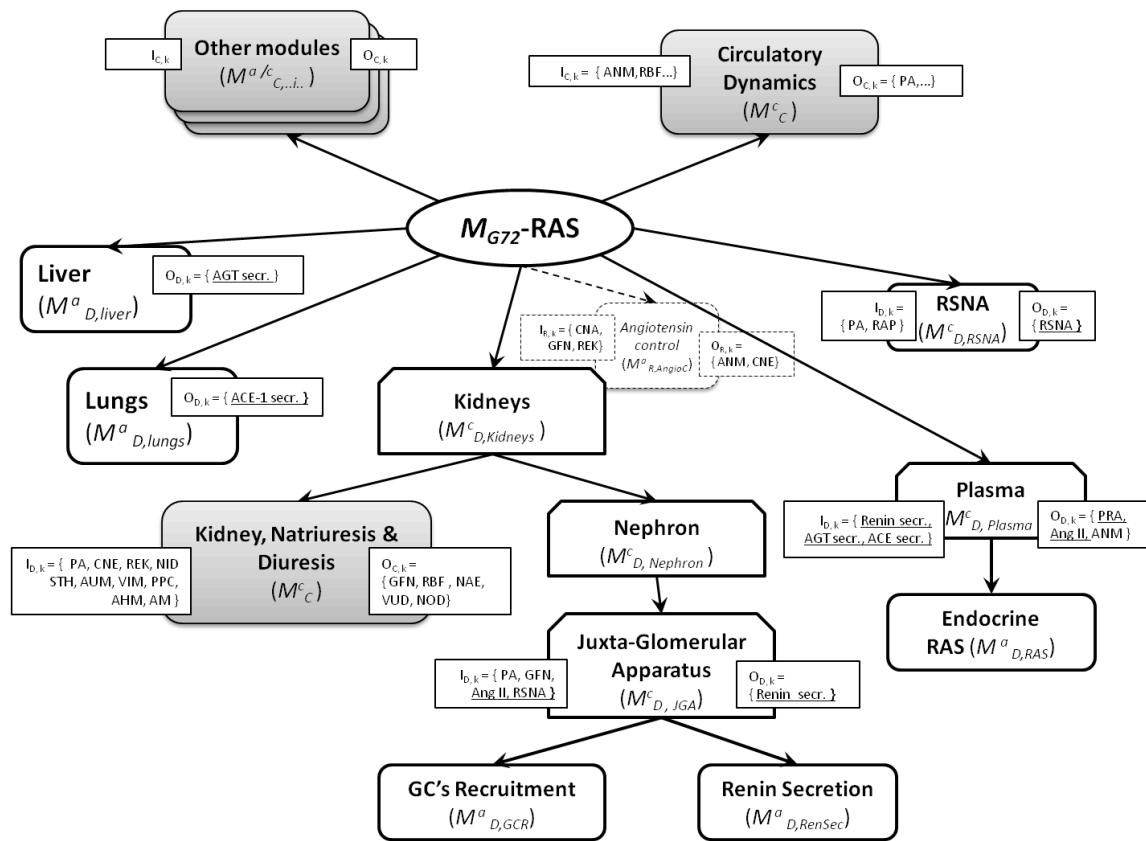 Other modules
(M a/c C,..i..)
I C,k
O C,k
Circulatory
Dynamics
(M c C)
I C,k = { ANM,RBF...}
O C,k = { PA,...}
M G72-RAS
Liver
(M a D,liver)
O D,k = { AGT secr. }
Lungs
(M a D,lungs)
O D,k = { ACE-1 secr. }
I R,k = { CNA,
GFN, REK}
Angiotensin
control
(M a R,AngioC)
O R,k =
{ANM, CNE}
I D,k =
{PA, RAP}
RSNA
(M c D,RSNA)
O D,k =
{RSNA }
Kidneys
(M c D,Kidneys)
Kidney, Natriuresis &
Diuresis
(M c C)
I D,k = { PA, CNE, REK, NID
STH, AUM, VIM, PPC,
AHM, AM }
O C,k =
{GFN, RBF , NAE,
VUD, NOD}
Nephron
(M c D, Nephron)
Plasma
(M c D, Plasma)
I D,k = { Renin secr.,
AGT secr., ACE secr. }
O D,k = { PRA,
Ang II, ANM }
Endocrine
RAS (M a D,RAS)
Juxta-Glomerular
Apparatus
(M c D, JGA)
I D,k = { PA, GFN,
Ang II, RSNA }
O D,k =
{ Renin secr. }
GC's Recruitment
(M a D,GCR)
Renin Secretion
(M a D,RenSec)